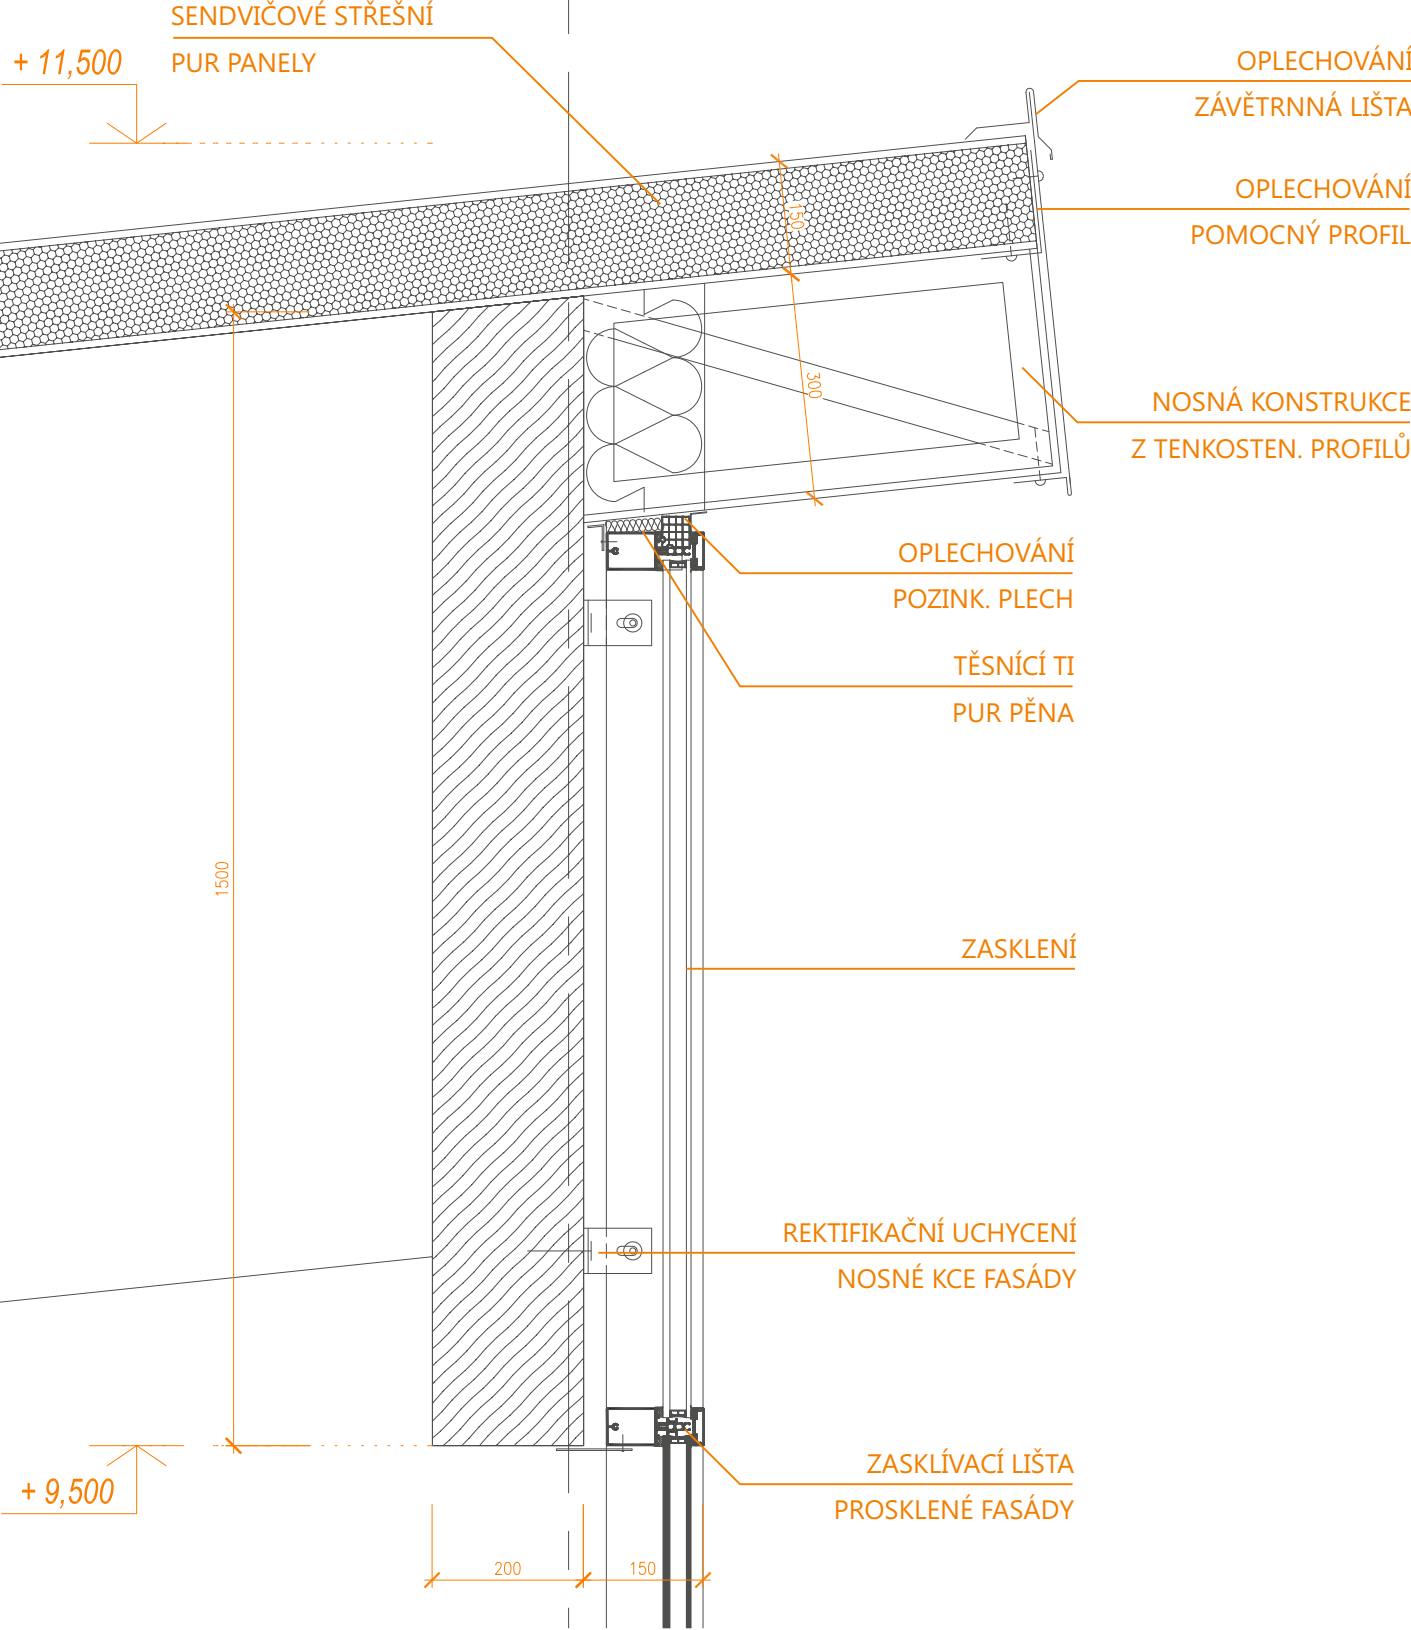 SENDVIČOVÉ STŘEŠNÍ
PUR PANELY
+ 11,500
OPLECHOVÁNÍ
ZÁVĚTRNNÁ LIŠTA
OPLECHOVÁNÍ
POMOCNÝ PROFIL
150
300
NOSNÁ KONSTRUKCE
Z TENKOSTEN. PROFILŮ
OPLECHOVÁNÍ
POZINK. PLECH
TĚSNÍCÍ TI
PUR PĚNA
1500
ZASKLENÍ
REKTIFIKAČNÍ UCHYCENÍ
NOSNÉ KCE FASÁDY
ZASKLÍVACÍ LIŠTA
PROSKLENÉ FASÁDY
+ 9,500
200
150